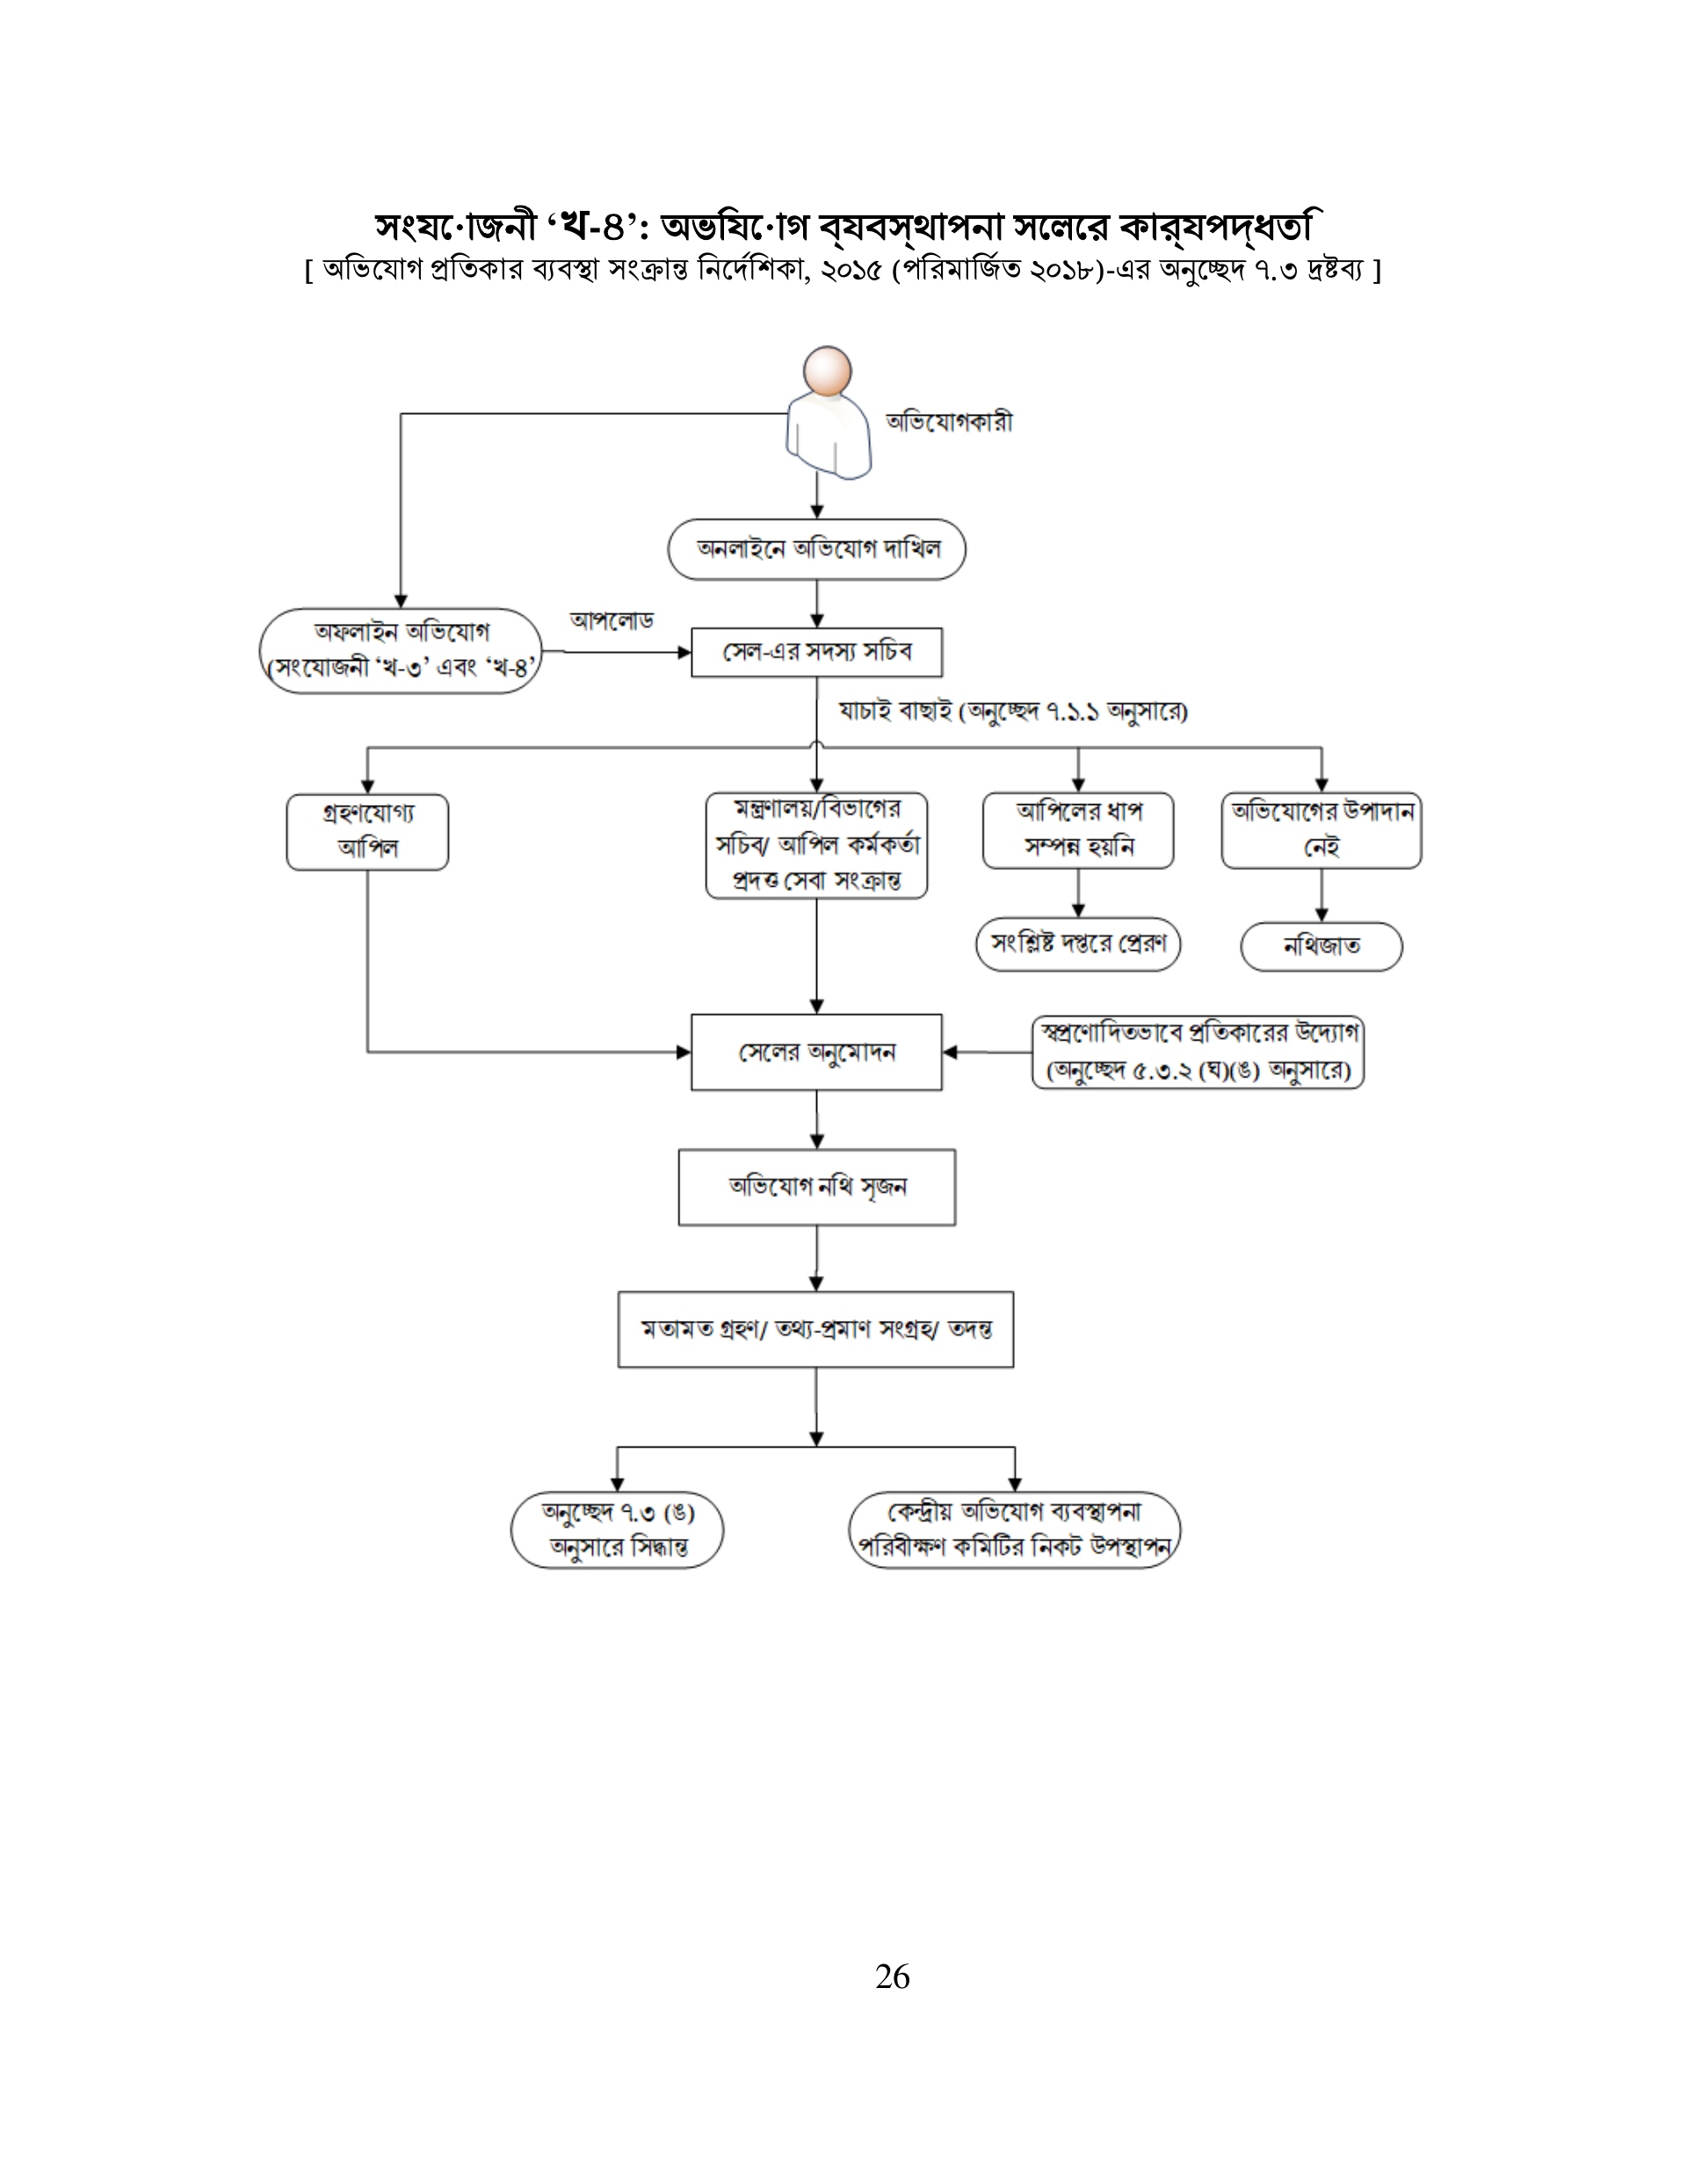 সংযোজনী ‘খ-৪’: অভিযোগ ব্যবস্থাপনা সেলের কার্যপদ্ধতি
[ অভিযোগ প্রতিকার ব্যবস্থা সংক্রান্ত নির্দেশিকা, ২০১৫ (পরিমার্জিত ২০১৮)-এর অনুচ্ছেদ ৭.৩ দ্রষ্টব্য ]
অভিযোগকারী
অনলাইনে অভিযোগ দাখিল
অফলাইন অভিযোগ
(সংযোজনী ‘খ-৩’ এবং ‘খ-৪’
আপলোড
সেল-এর সদস্য সচিব
যাচাই বাছাই (অনুচ্ছেদ ৭.১.১ অনুসারে)
গ্রহণযোগ্য
আপিল
মন্ত্রণালয়/বিভাগের
সচিব/ আপিল কর্মকর্তা
প্রদত্ত সেবা সংক্রান্ত
আপিলের ধাপ
সম্পন্ন হয়নি
অভিযোগের উপাদান
নেই
সংশ্লিষ্ট দপ্তরে প্রেরণ
নথিজাত
সেলের অনুমোদন
স্বপ্রণোদিতভাবে প্রতিকারের উদ্যোগ
(অনুচ্ছেদ ৫.৩.২ (ঘ)(ঙ) অনুসারে)
অভিযোগ নথি সৃজন
মতামত গ্রহণ/ তথ্য-প্রমাণ সংগ্রহ/ তদন্ত
অনুচ্ছেদ ৭.৩ (ঙ)
অনুসারে সিদ্ধান্ত
কেন্দ্রীয় অভিযোগ ব্যবস্থাপনা
পরিবীক্ষণ কমিটির নিকট উপস্থাপন
26